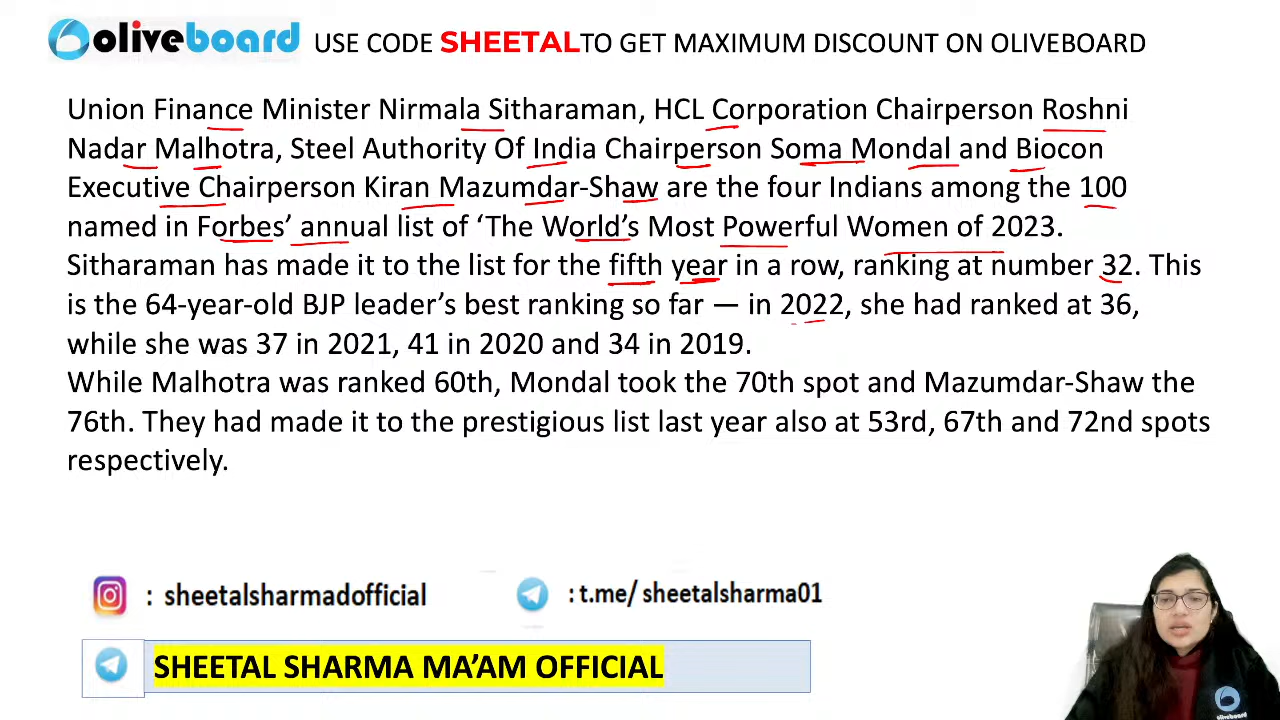 oliveboard USE CODE SHEETAL TO GET MAXIMUM DISCOUNT ON OLIVEBOARD
Union Finance Minister Nirmala Sitharaman, HCL Corporation Chairperson Roshni
Nadar Malhotra, Steel Authority Of India Chairperson Soma Mondal and Biocon
Executive Chairperson Kiran Mazumdar-Shaw are the four Indians among the 100
named in Forbes’ annual list of ‘The World’s Most Powerful Women of 2023.
Sitharaman has made it to the list for the fifth year in a row, ranking at number 32. This
is the 64-year-old BJP leader’s best ranking so far — in 2022, she had ranked at 36,
while she was 37 in 2021, 41 in 2020 and 34 in 2019.
While Malhotra was ranked 60th, Mondal took the 70th spot and Mazumdar-Shaw the
76th. They had made it to the prestigious list last year also at 53rd, 67th and 72nd spots
respectively.
: sheetalsharmadofficial
: t.me/ sheetalsharma01
SHEETAL SHARMA MA’AM OFFICIAL
oliveboard